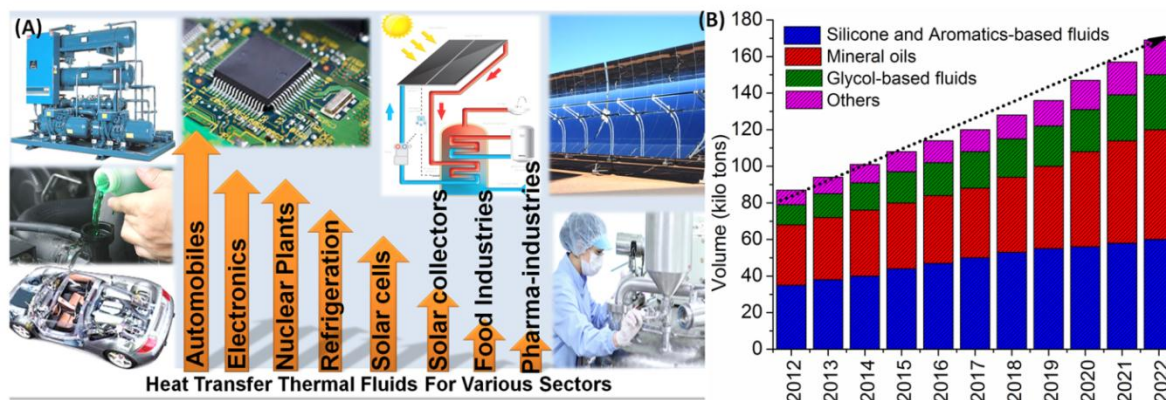 (A)
Automobiles
Electronics
Nuclear Plants
Refrigeration
Solar cells
Solar collectors
Food Industries
Pharma-industries
Heat Transfer Thermal Fluids For Various Sectors
(B)
180
160
140
120
100
80
60
40
20
0
Volume (kilo tons)
Silicone and Aromatics-based fluids
Mineral oils
Glycol-based fluids
Others
2012
2013
2014
2015
2016
2017
2018
2019
2020
2021
2022